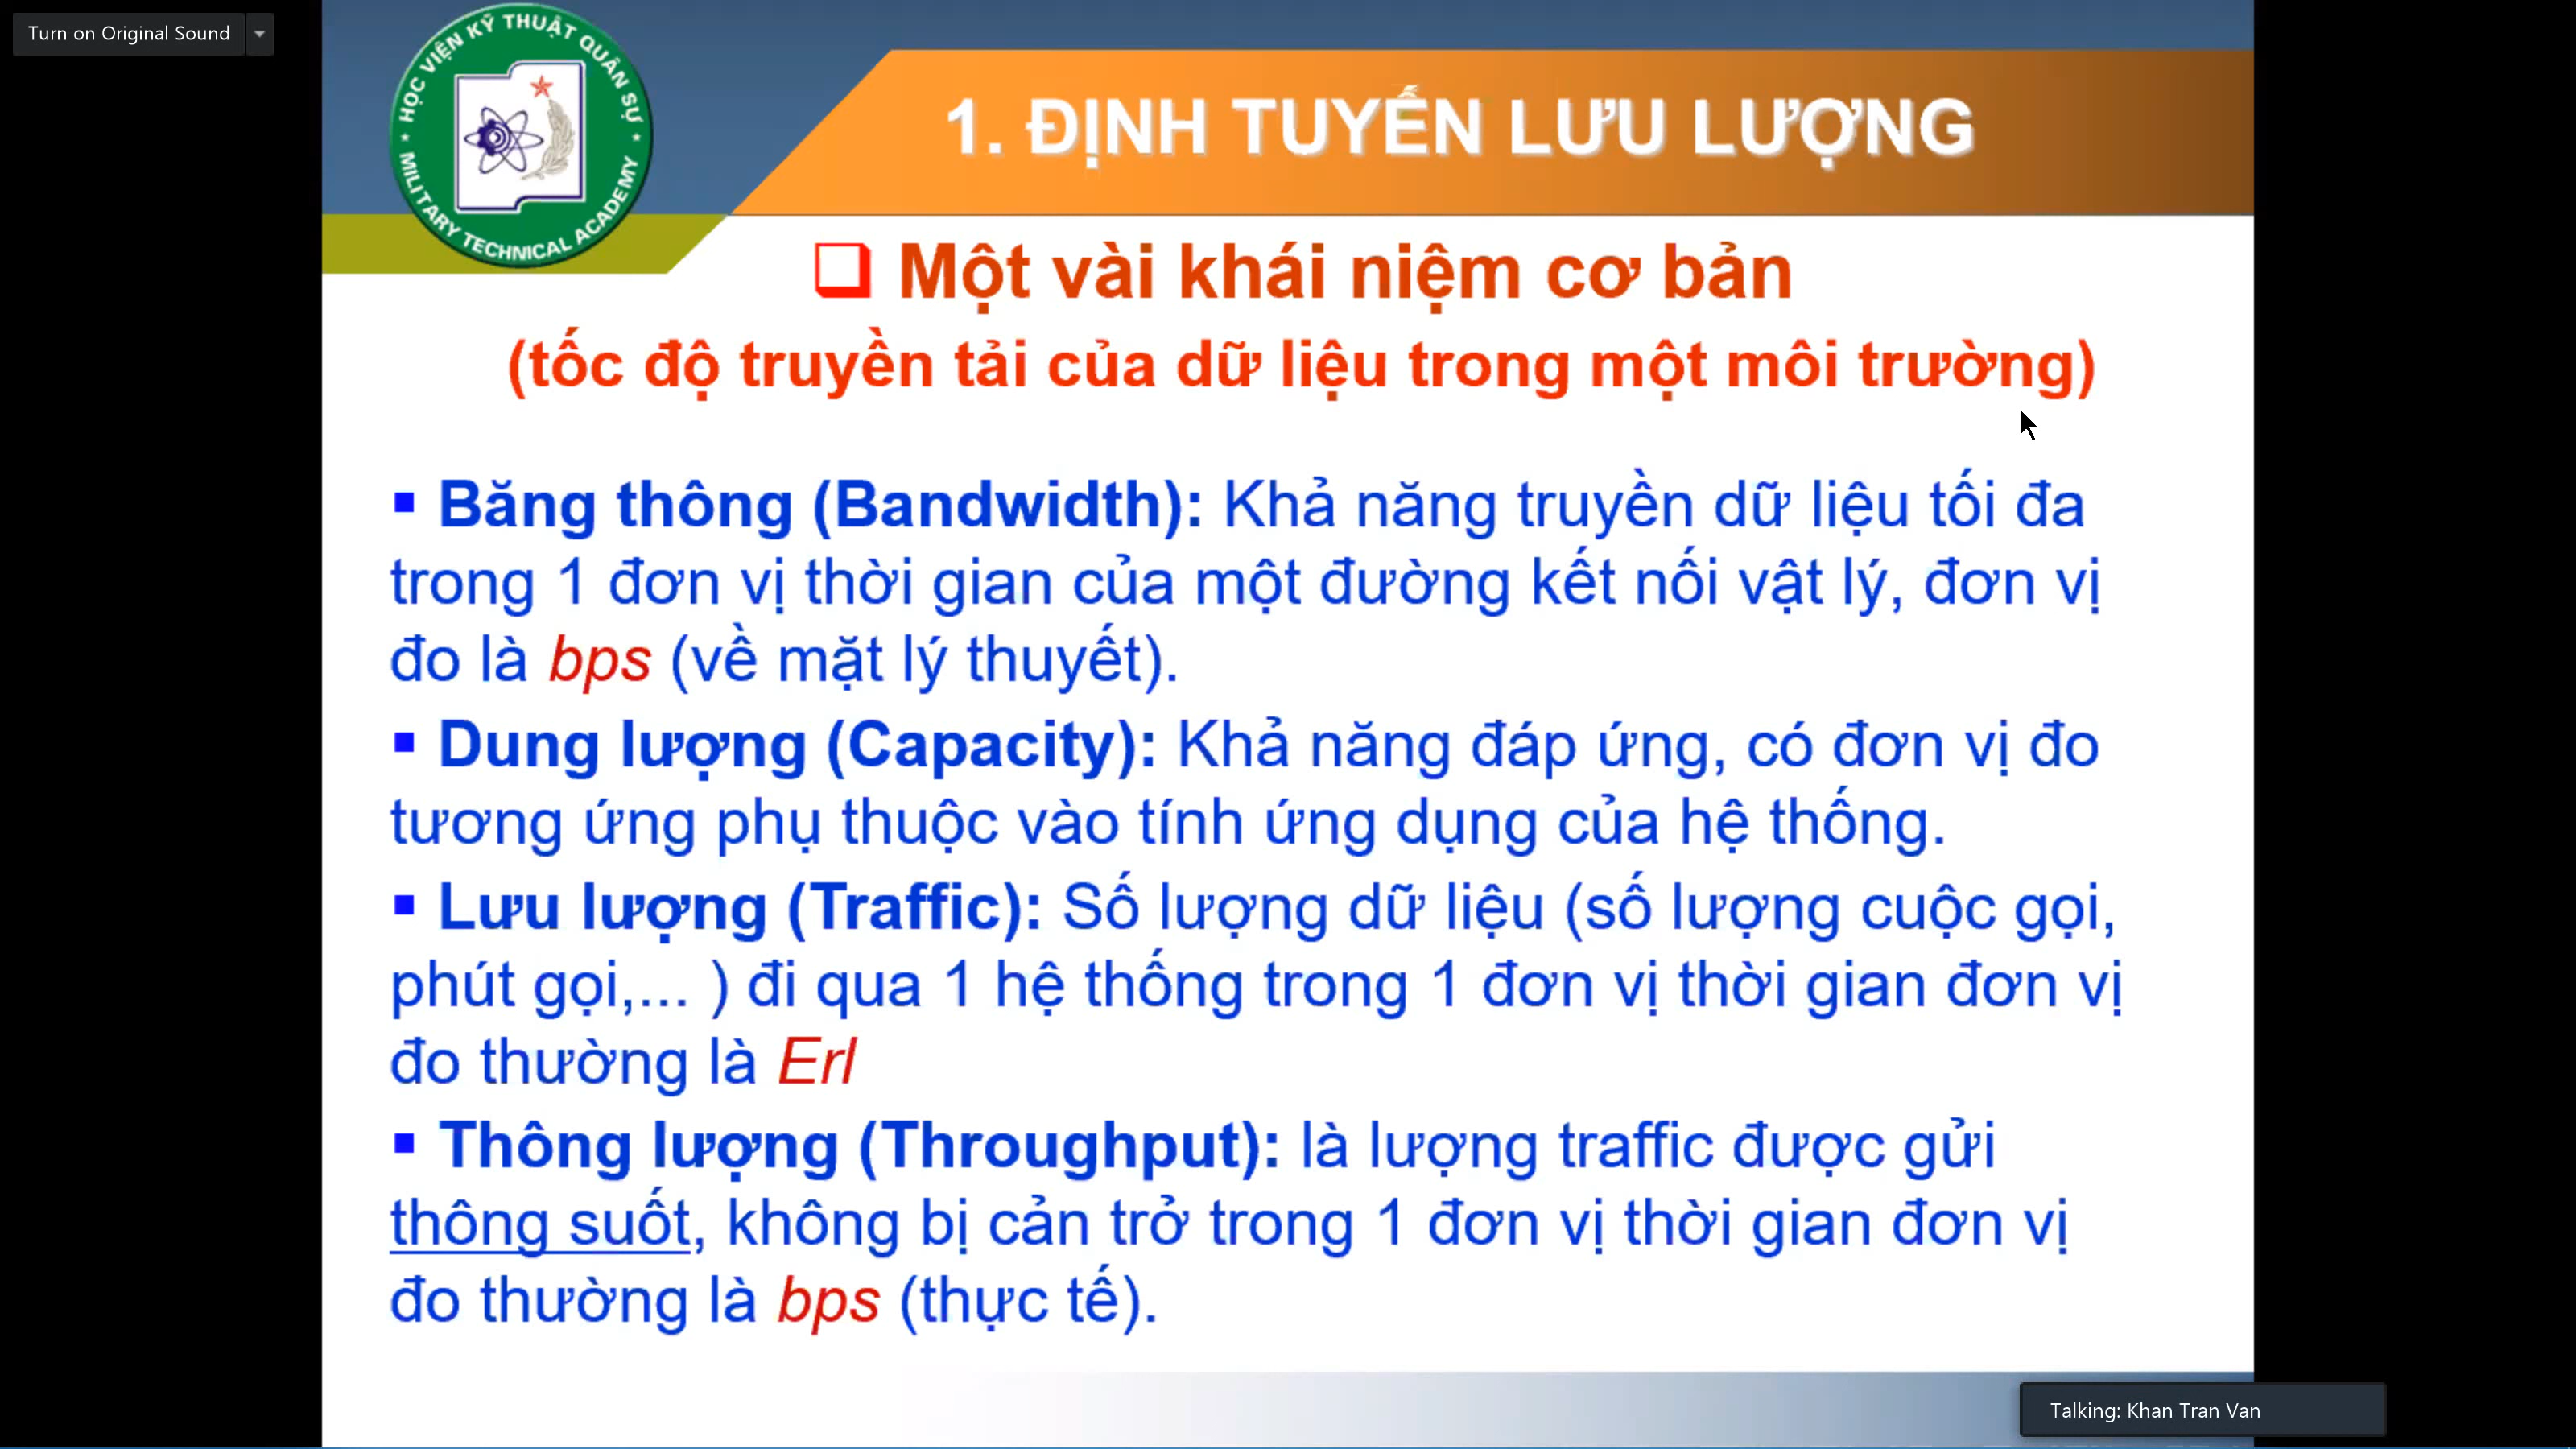 Turn on Original Sound
HỌC VIỆN KỸ THUẬT QUÂN SỰ
MILITARY TECHNICAL ACADEMY
1. ĐỊNH TUYẾN LƯU LƯỢNG
❑ Một vài khái niệm cơ bản
(tốc độ truyền tải của dữ liệu trong một môi trường)
▪ Băng thông (Bandwidth): Khả năng truyền dữ liệu tối đa
trong 1 đơn vị thời gian của một đường kết nối vật lý, đơn vị
đo là bps (về mặt lý thuyết).
▪ Dung lượng (Capacity): Khả năng đáp ứng, có đơn vị đo
tương ứng phụ thuộc vào tính ứng dụng của hệ thống.
▪ Lưu lượng (Traffic): Số lượng dữ liệu (số lượng cuộc gọi,
phút gọi,... ) đi qua 1 hệ thống trong 1 đơn vị thời gian đơn vị
đo thường là Erl
▪ Thông lượng (Throughput): là lượng traffic được gửi
thông suốt, không bị cản trở trong 1 đơn vị thời gian đơn vị
đo thường là bps (thực tế).
Talking: Khan Tran Van